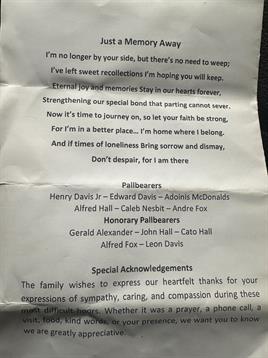 Just a Memory Away
I'm no longer by your side, but there's no need to weep;
I've left sweet recollections I'm hoping you will keep.
Eternal joy and memories Stay in our hearts forever,
Strengthening our special bond that parting cannot sever.
Now it's time to journey on, so let your faith be strong,
For I'm in a better place... I'm home where I belong.
And if times of loneliness Bring sorrow and dismay,
Don't despair, for I am there
Pallbearers
Henry Davis Jr – Edward Davis – Adoinis McDonalds
Alfred Hall – Caleb Nesbit – Andre Fox
Honorary Pallbearers
Gerald Alexander – John Hall – Cato Hall
Alfred Fox – Leon Davis
Special Acknowledgements
The family wishes to express our heartfelt thanks for your
expressions of sympathy, caring, and compassion during these
most difficult hours. Whether it was a prayer, a phone call, a
visit, food, kind words, or your presence, we want you to know
we are greatly appreciative.